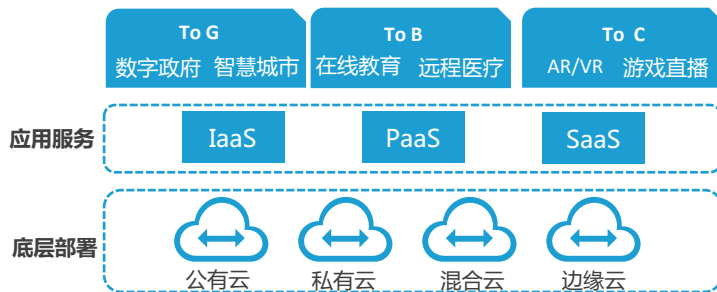 To G
数字政府 智慧城市
To B
在线教育 远程医疗
To C
AR/VR 游戏直播
应用服务
IaaS
PaaS
SaaS
底层部署
公有云
私有云
混合云
边缘云